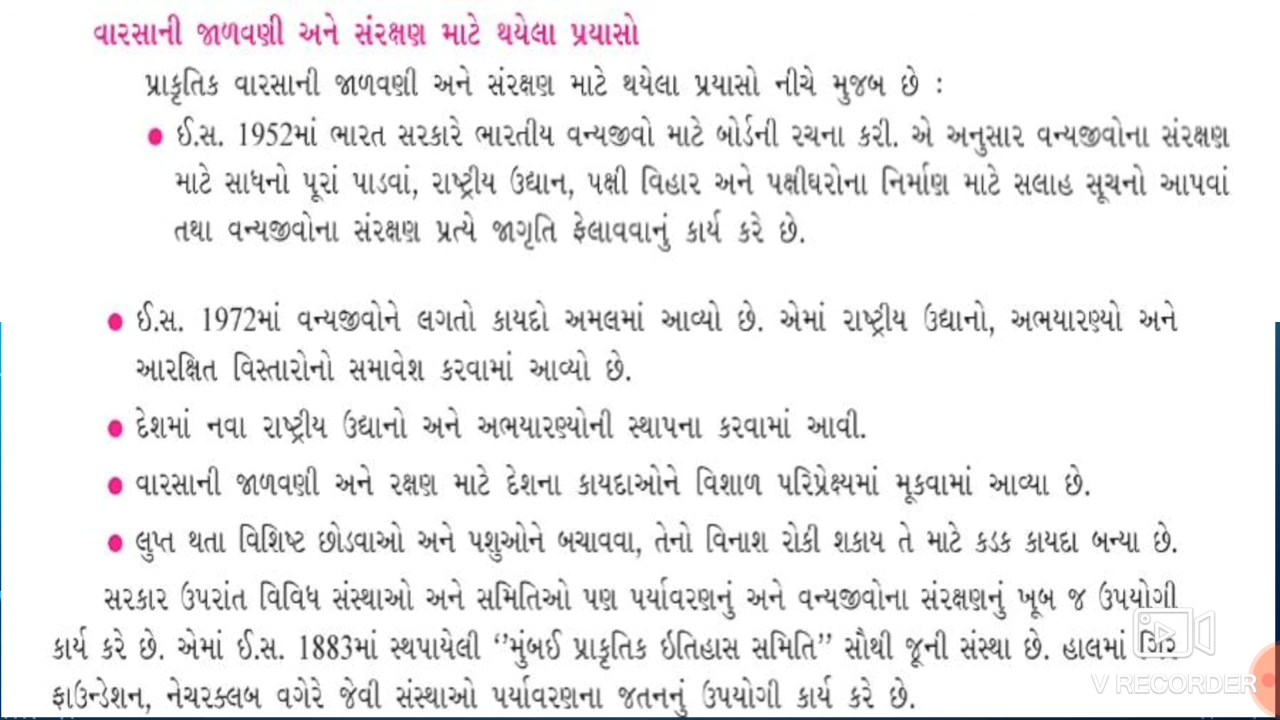 વારસાની જાળવણી અને સંરક્ષણ માટે થયેલા પ્રયાસો
પ્રાકૃતિક વારસાની જાળવણી અને સંરક્ષણ માટે થયેલા પ્રયાસો નીચે મુજબ છે :
● ઈ.સ. 1952માં ભારત સરકારે ભારતીય વન્યજીવો માટે બોર્ડની રચના કરી. એ અનુસાર વન્યજીવોના સંરક્ષણ
માટે સાધનો પૂરાં પાડવાં, રાષ્ટ્રીય ઉદ્યાન, પક્ષી વિહાર અને પક્ષીઘરોના નિર્માણ માટે સલાહ સૂચનો આપવાં
તથા વન્યજીવોના સંરક્ષણ પ્રત્યે જાગૃતિ ફેલાવવાનું કાર્ય કરે છે.
● ઈ.સ. 1972માં વન્યજીવોને લગતો કાયદો અમલમાં આવ્યો છે. એમાં રાષ્ટ્રીય ઉદ્યાનો, અભયારણ્યો અને
આરક્ષિત વિસ્તારોનો સમાવેશ કરવામાં આવ્યો છે.
● દેશમાં નવા રાષ્ટ્રીય ઉદ્યાનો અને અભયારણ્યોની સ્થાપના કરવામાં આવી.
● વારસાની જાળવણી અને રક્ષણ માટે દેશના કાયદાઓને વિશાળ પરિપ્રેક્ષ્યમાં મૂકવામાં આવ્યા છે.
● લુપ્ત થતા વિશિષ્ટ છોડવાઓ અને પશુઓને બચાવવા, તેનો વિનાશ રોકી શકાય તે માટે કડક કાયદા બન્યા છે.
સરકાર ઉપરાંત વિવિધ સંસ્થાઓ અને સમિતિઓ પણ પર્યાવરણનું અને વન્યજીવોના સંરક્ષણનું ખૂબ જ ઉપયોગી
કાર્ય કરે છે. એમાં ઈ.સ. 1883માં સ્થપાયેલી ‘‘મુંબઈ પ્રાકૃતિક ઇતિહાસ સમિતિ’’ સૌથી જૂની સંસ્થા છે. હાલમાં ગિર
ફાઉન્ડેશન, નેચરક્લબ વગેરે જેવી સંસ્થાઓ પર્યાવરણના જતનનું ઉપયોગી કાર્ય કરે છે.
V RECORDER